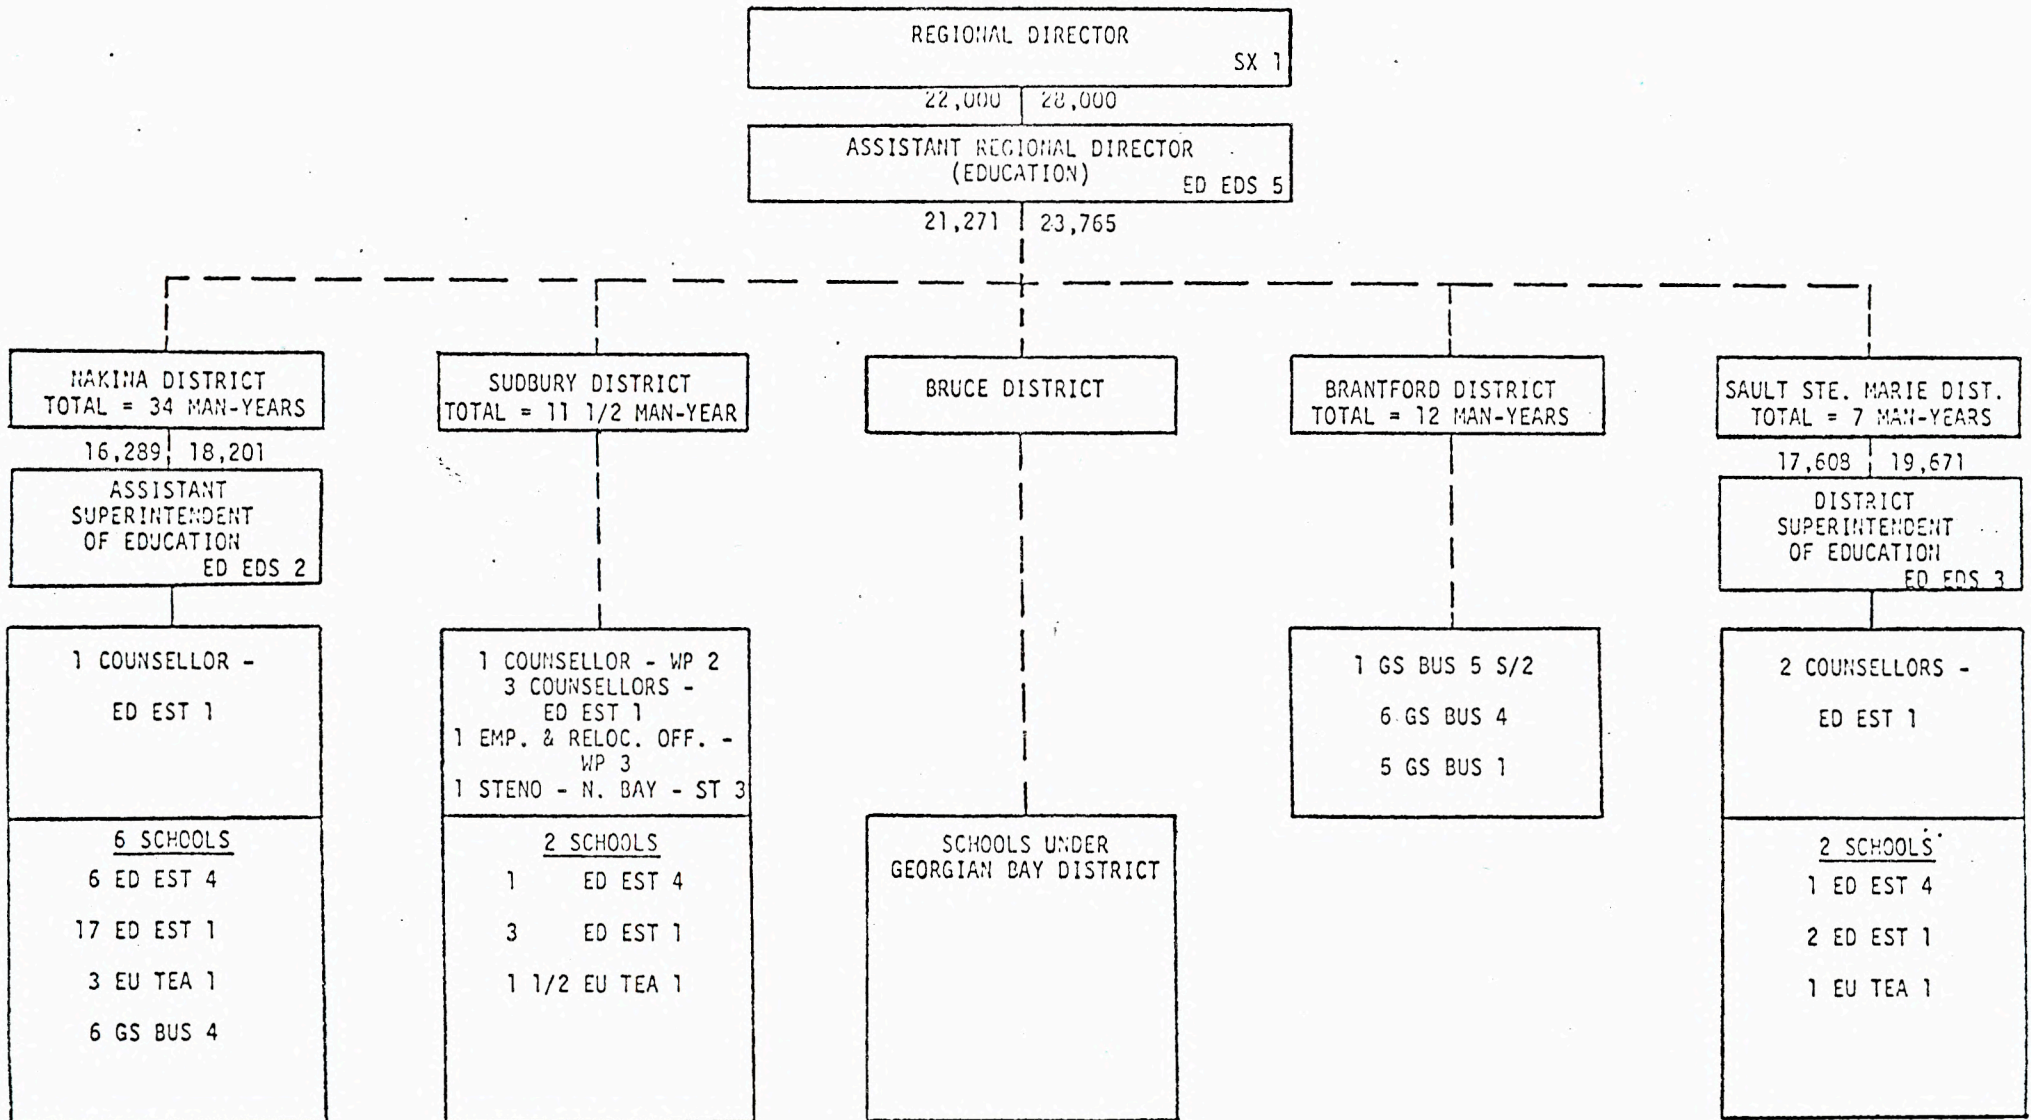 REGIONAL DIRECTOR
SX 1
22,000 28,000
ASSISTANT REGIONAL DIRECTOR
(EDUCATION)
ED EDS 5
21,271 23,765
NAKINA DISTRICT
TOTAL = 34 MAN-YEARS
16,289 18,201
ASSISTANT
SUPERINTENDENT
OF EDUCATION
ED EDS 2
1 COUNSELLOR -
ED EST 1
6 SCHOOLS
6 ED EST 4
17 ED EST 1
3 EU TEA 1
6 GS BUS 4
SUDBURY DISTRICT
TOTAL = 11 1/2 MAN-YEAR
1 COUNSELLOR - WP 2
3 COUNSELLORS -
ED EST 1
1 EMP. & RELOC. OFF. -
WP 3
1 STENO - N. BAY - ST 3
2 SCHOOLS
1 ED EST 4
3 ED EST 1
1 1/2 EU TEA 1
BRUCE DISTRICT
SCHOOLS UNDER
GEORGIAN BAY DISTRICT
BRANTFORD DISTRICT
TOTAL = 12 MAN-YEARS
1 GS BUS 5 S/2
6 GS BUS 4
5 GS BUS 1
SAULT STE. MARIE DIST.
TOTAL = 7 MAN-YEARS
17,608 19,671
DISTRICT
SUPERINTENDENT
OF EDUCATION
ED EDS 3
2 COUNSELLORS -
ED EST 1
2 SCHOOLS
1 ED EST 4
2 ED EST 1
1 EU TEA 1